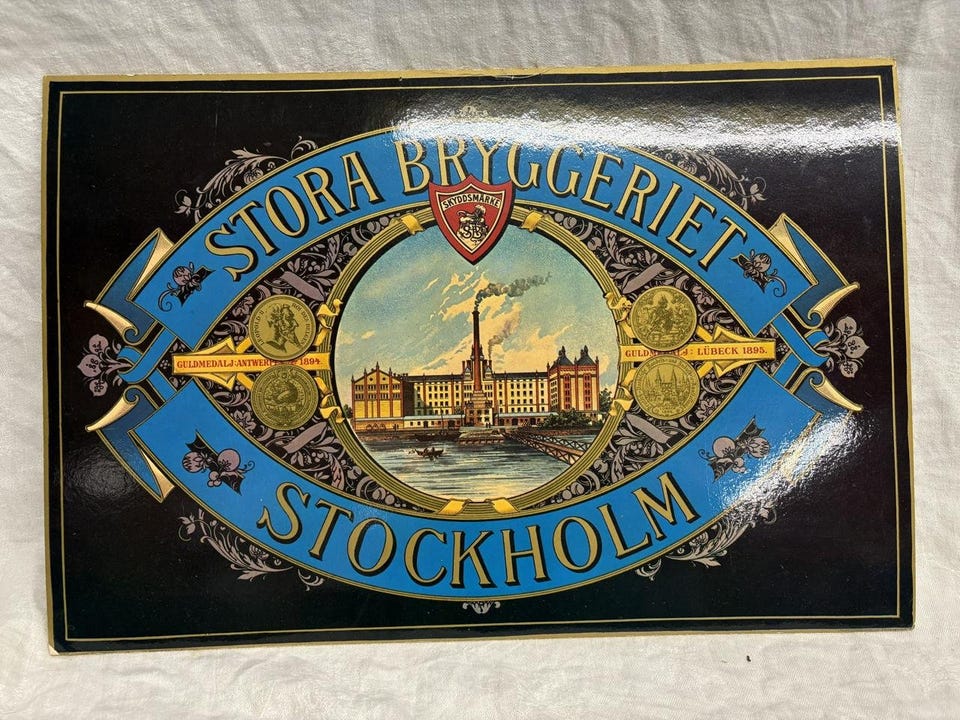 STORA BRYGGERIET
SKYDDSMÄRKE
GULDMEDALJ: ANTWERPEN 1894.
GULDMEDALJ: LÜBECK 1895.
STOCKHOLM